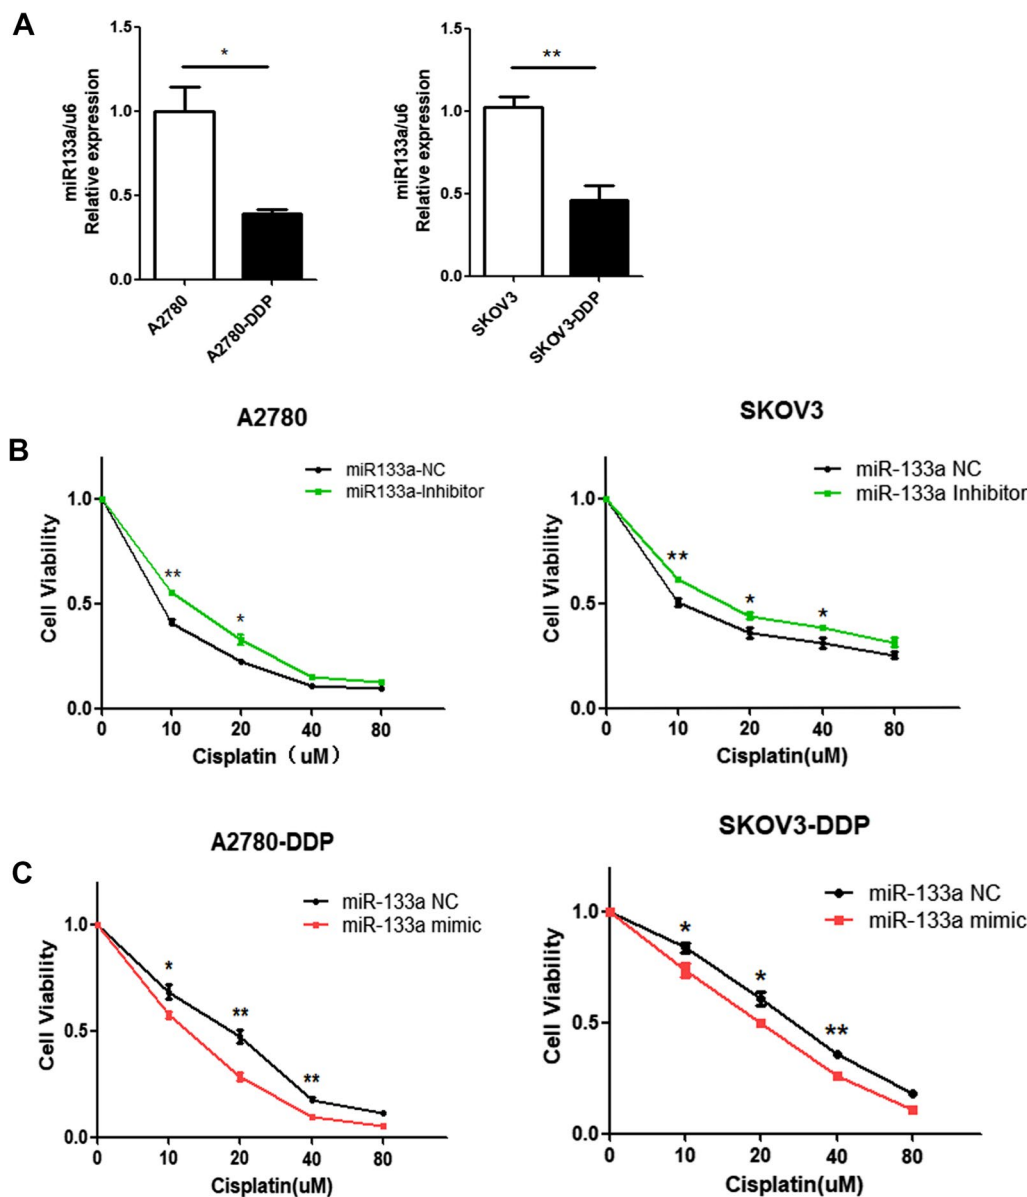 A
1.5
1.0
0.5
0.0
miR133a/u6
Relative expression
*
A2780
A2780-DDP
1.5
1.0
0.5
0.0
miR133a/u6
Relative expression
**
SKOV3
SKOV3-DDP
B
A2780
miR133a-NC
miR133a-Inhibitor
Cell Viability
1.0
0.5
0.0
**
*
0 10 20 40 80
Cisplatin（uM）
SKOV3
miR-133a NC
miR-133a Inhibitor
Cell Viability
1.0
0.5
0.0
**
*
*
0 10 20 40 80
Cisplatin(uM)
C
A2780-DDP
miR-133a NC
miR-133a mimic
Cell Viability
1.0
0.5
0.0
*
**
**
0 10 20 40 80
Cisplatin(uM)
SKOV3-DDP
miR-133a NC
miR-133a mimic
Cell Viability
1.0
0.5
0.0
*
*
**
0 10 20 40 80
Cisplatin(uM)